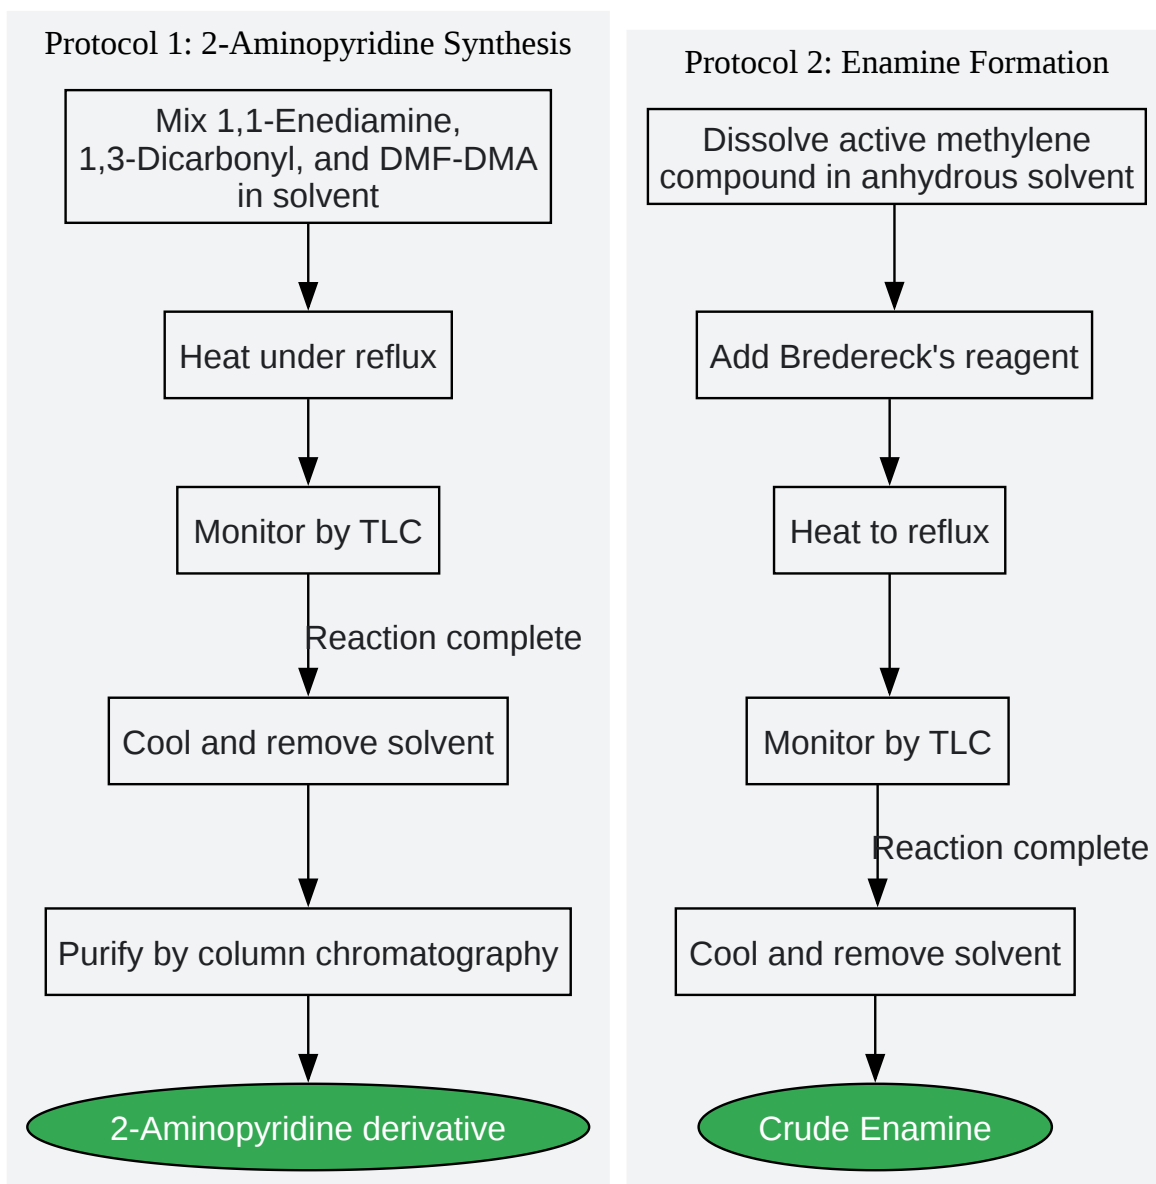 Protocol 1: 2-Aminopyridine Synthesis
Mix 1,1-Enediamine,
1,3-Dicarbonyl, and DMF-DMA
in solvent
Heat under reflux
Monitor by TLC
Reaction complete
Cool and remove solvent
Purify by column chromatography
2-Aminopyridine derivative
Protocol 2: Enamine Formation
Dissolve active methylene
compound in anhydrous solvent
Add Bredereck's reagent
Heat to reflux
Monitor by TLC
Reaction complete
Cool and remove solvent
Crude Enamine